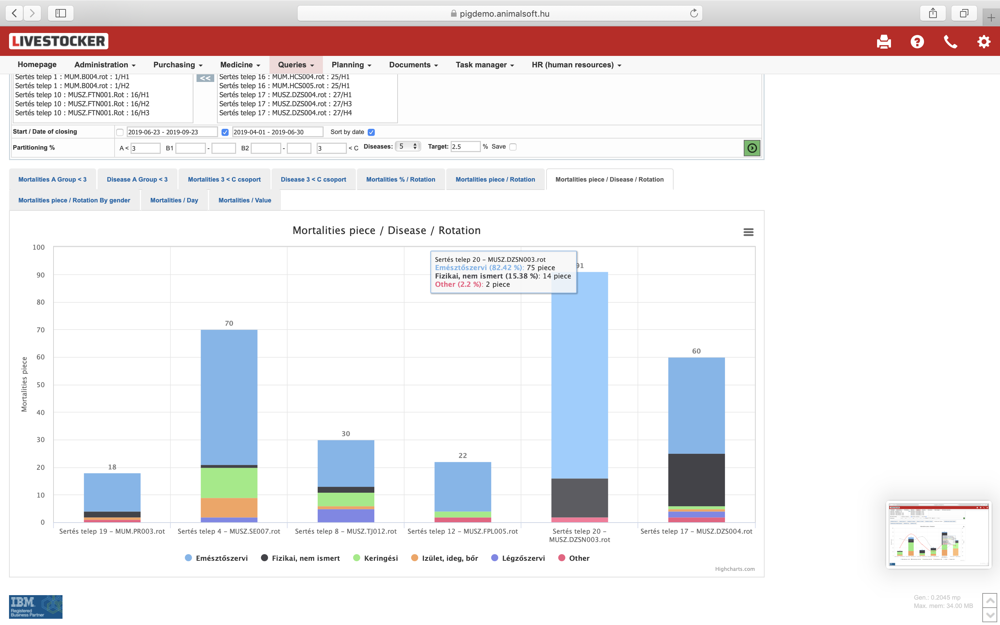 pigdemo.animalsoft.hu
LIVESTOCKER
Homepage Administration Purchasing Medicine Queries Planning Documents Task manager HR (human resources)
Sertés telep 1 : MUM.B004.rot : 1/H1
Sertés telep 1 : MUM.B004.rot : 1/H2
Sertés telep 10 : MUSZ.FTN001.Rot : 16/H1
Sertés telep 10 : MUSZ.FTN001.Rot : 16/H2
Sertés telep 10 : MUSZ.FTN001.Rot : 16/H3
<<
Sertés telep 16 : MUM.HCS004.rot : 25/H1
Sertés telep 16 : MUM.HCS005.rot : 25/H1
Sertés telep 17 : MUSZ.DZS004.rot : 27/H1
Sertés telep 17 : MUSZ.DZS004.rot : 27/H3
Sertés telep 17 : MUSZ.DZS004.rot : 27/H4
Start / Date of closing 2019-06-23 - 2019-09-23 2019-04-01 - 2019-06-30 Sort by date
Partitioning % A < 3 B1 - B2 - 3 < C Diseases: 5 Target: 2.5 % Save
Mortalities A Group < 3 Disease A Group < 3 Mortalities 3 < C csoport Disease 3 < C csoport Mortalities % / Rotation Mortalities piece / Rotation Mortalities piece / Disease / Rotation
Mortalities piece / Rotation By gender Mortalities / Day Mortalities / Value
Mortalities piece / Disease / Rotation
Mortalities piece
100
90
80
70
60
50
40
30
20
10
0
Sertés telep 20 – MUSZ.DZSN003.rot
Emésztőszervi (82.42 %): 75 piece
Fizikai, nem ismert (15.38 %): 14 piece
Other (2.2 %): 2 piece
18
70
30
22
91
60
Sertés telep 19 – MUM.PR003.rot
Sertés telep 4 – MUSZ.SE007.rot
Sertés telep 8 – MUSZ.TJ012.rot
Sertés telep 12 – MUSZ.FPL005.rot
Sertés telep 20 –
MUSZ.DZSN003.rot
Sertés telep 17 – MUSZ.DZS004.rot
Emésztőszervi Fizikai, nem ismert Keringési Izület, ideg, bőr Légzőszervi Other
Highcharts.com
IBM
Registered
Business Partner
Gen.: 0.2045 mp
Max. mem: 34.00 MB